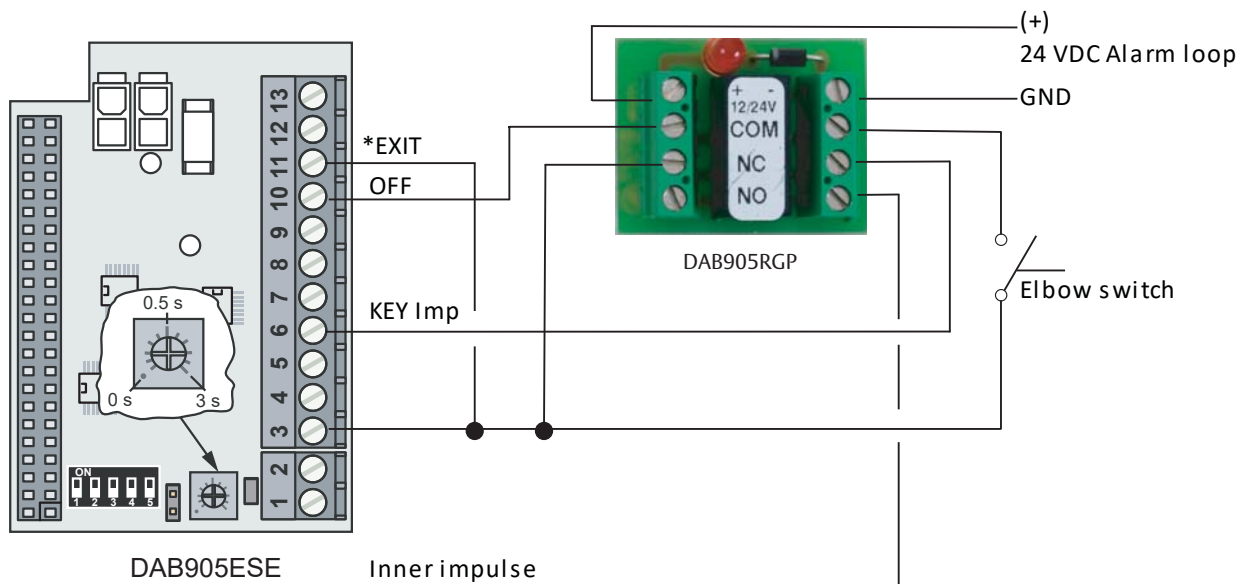 (+)
24 VDC Alarm loop
GND
+ -
12/24V
COM
NC
NO
DAB905RGP
Elbow switch
*EXIT
OFF
KEY Imp
13
12
11
10
9
8
7
6
5
4
3
2
1
0.5 s
0 s
3 s
ON
1 2 3 4 5
DAB905ESE
Inner impulse